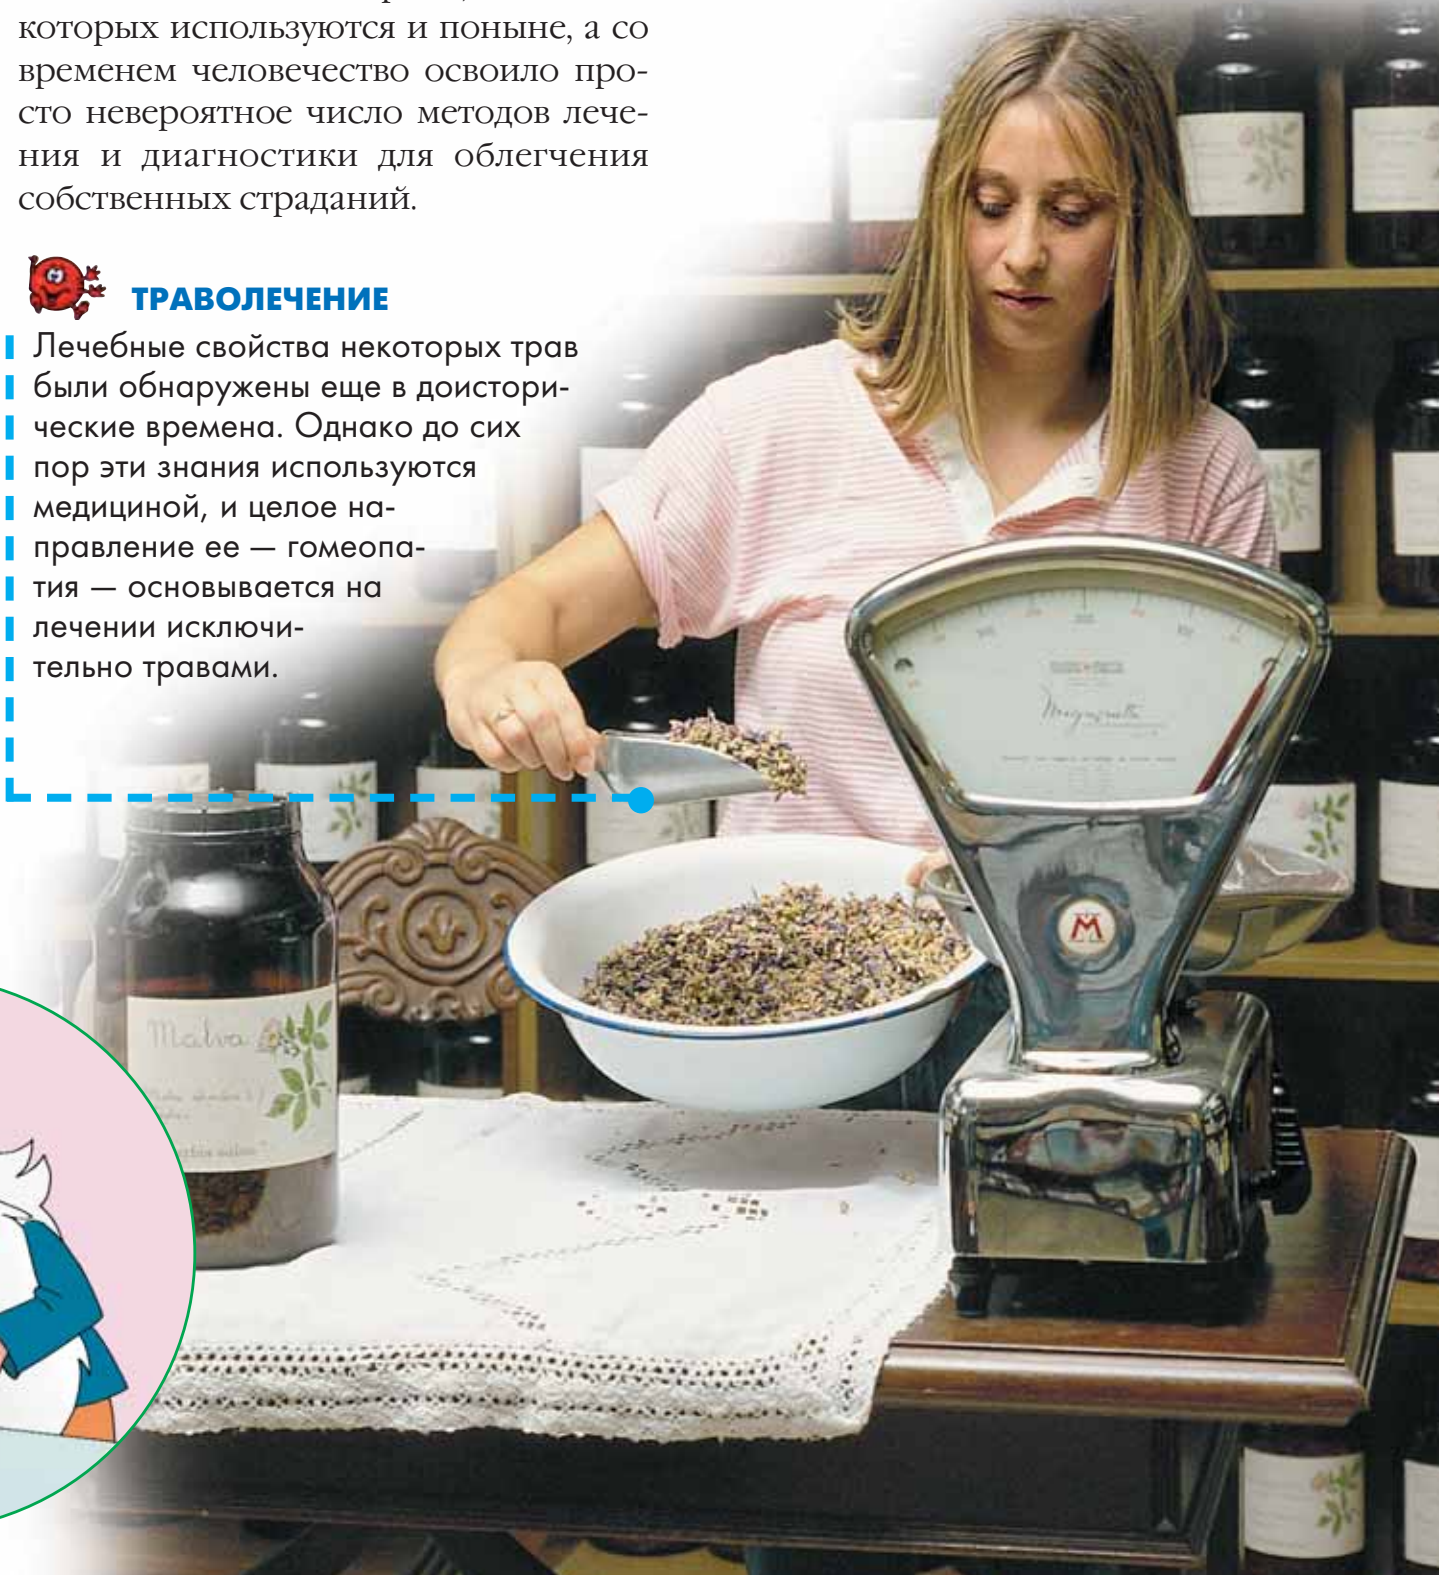 которых используются и поныне, а со
временем человечество освоило про-
сто невероятное число методов лече-
ния и диагностики для облегчения
собственных страданий.
ТРАВОЛЕЧЕНИЕ
Лечебные свойства некоторых трав
были обнаружены еще в доистори-
ческие времена. Однако до сих
пор эти знания используются
медициной, и целое на-
правление ее — гомеопа-
тия — основывается на
лечении исключи-
тельно травами.
Malva
M